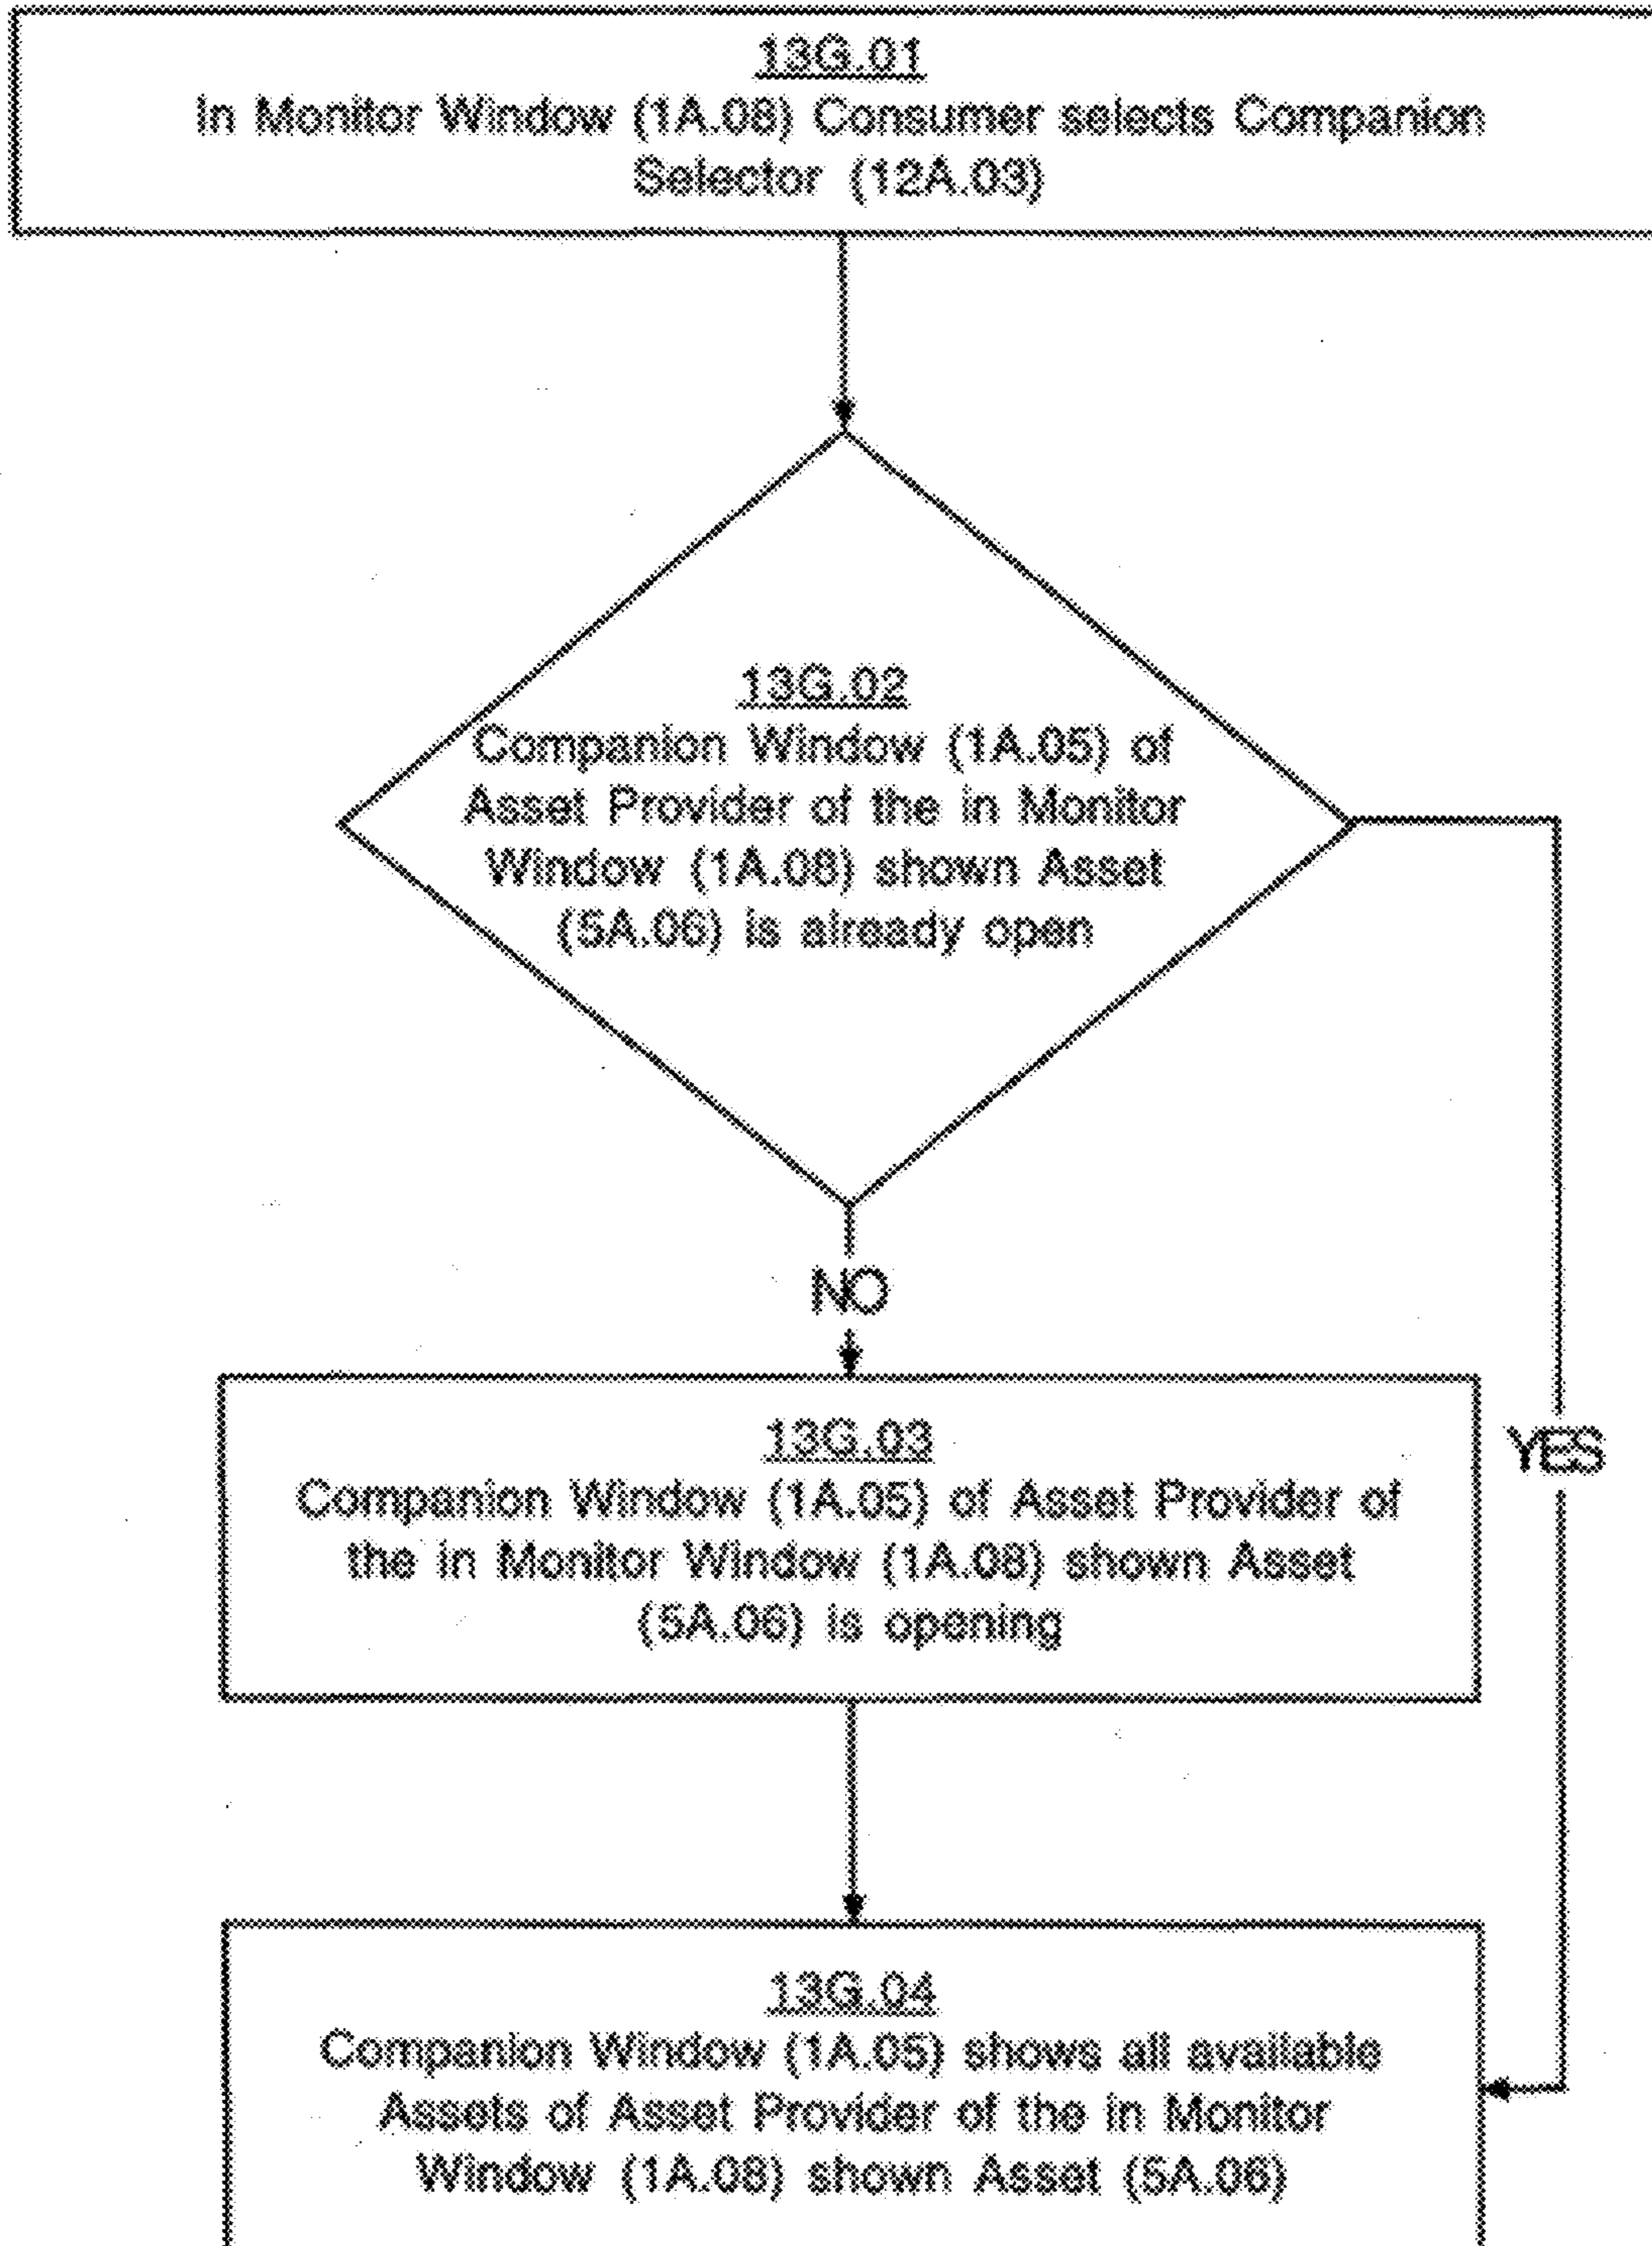 13G.01
In Monitor Window (1A.08) Consumer selects Companion
Selector (12A.03)
13G.02
Companion Window (1A.05) of
Asset Provider of the in Monitor
Window (1A.08) shown Asset
(5A.06) is already open
NO
13G.03
Companion Window (1A.05) of Asset Provider of
the in Monitor Window (1A.08) shown Asset
(5A.06) is opening
YES
13G.04
Companion Window (1A.05) shows all available
Assets of Asset Provider of the in Monitor
Window (1A.08) shown Asset (5A.06)